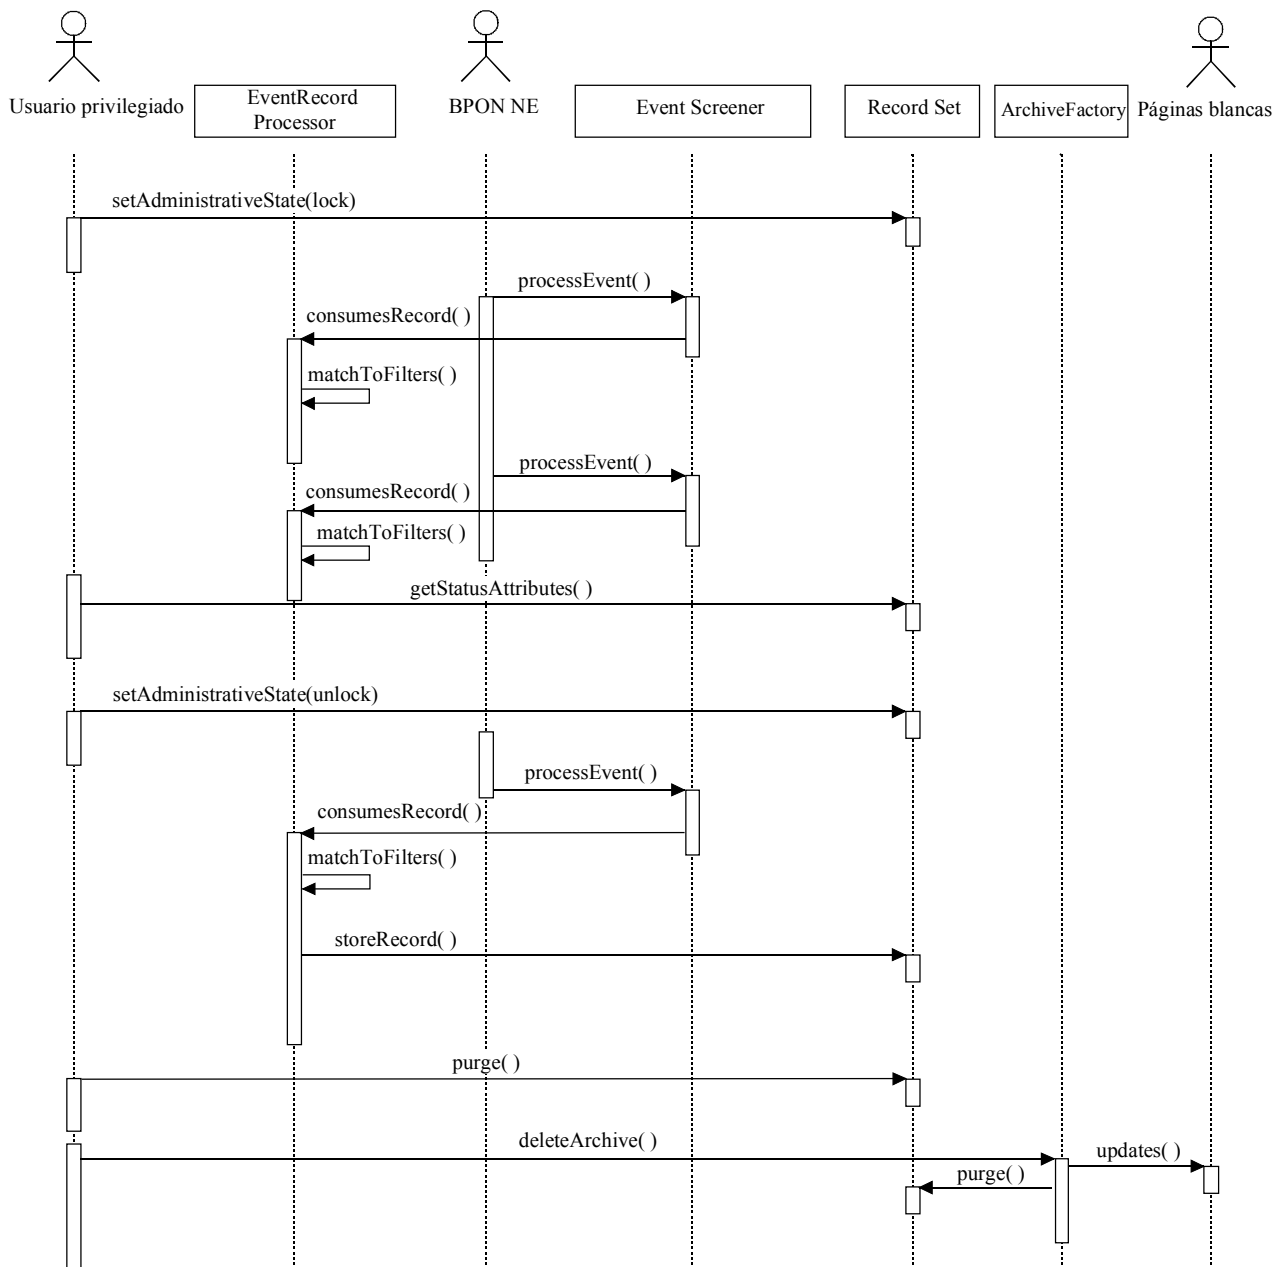 Usuario privilegiado
EventRecord
Processor
BPON NE
Event Screener
Record Set
ArchiveFactory
Páginas blancas
setAdministrativeState(lock)
processEvent( )
consumesRecord( )
matchToFilters( )
processEvent( )
consumesRecord( )
matchToFilters( )
getStatusAttributes( )
setAdministrativeState(unlock)
processEvent( )
consumesRecord( )
matchToFilters( )
storeRecord( )
purge( )
deleteArchive( )
updates( )
purge( )